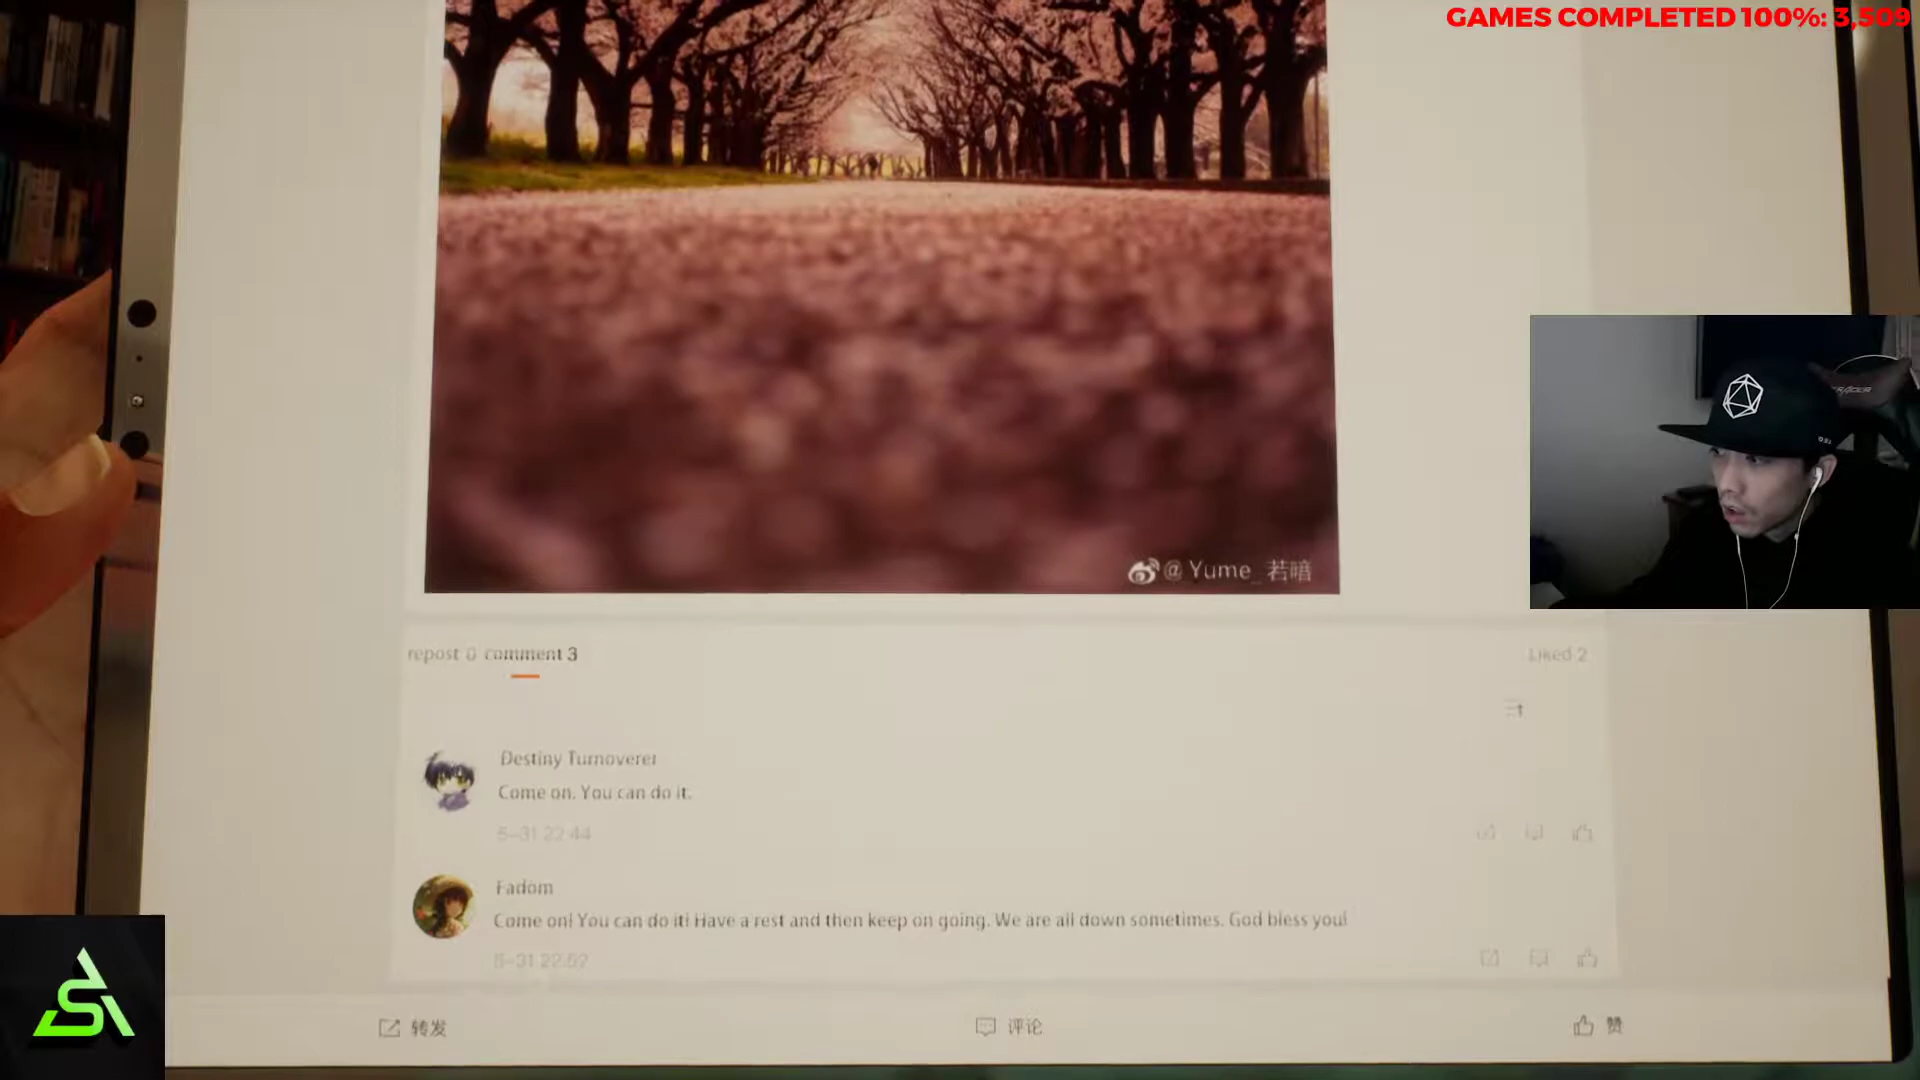 GAMES COMPLETED 100%: 3,509
@Yume_若暗
repost 0 comment 3
Liked 2
Destiny Turnoverer
Come on. You can do it.
5-31 22:44
Fadom
Come on! You can do it! Have a rest and then keep on going. We are all down sometimes. God bless you!
5-31 22:52
转发
评论
赞